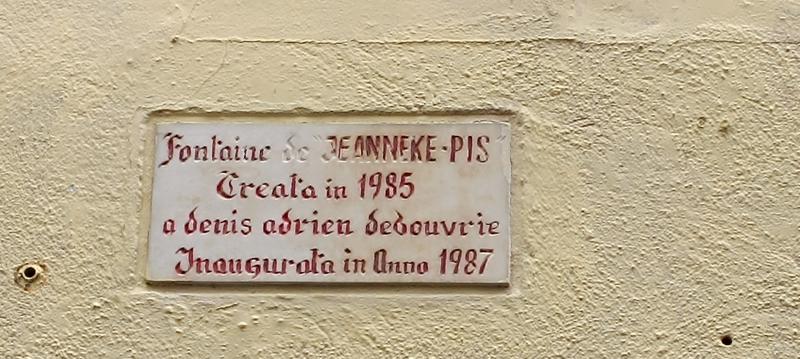 Fontaine de "JEANNEKE-PIS"
Creata in 1985
a denis adrien debouvrie
Inaugurata in Anno 1987